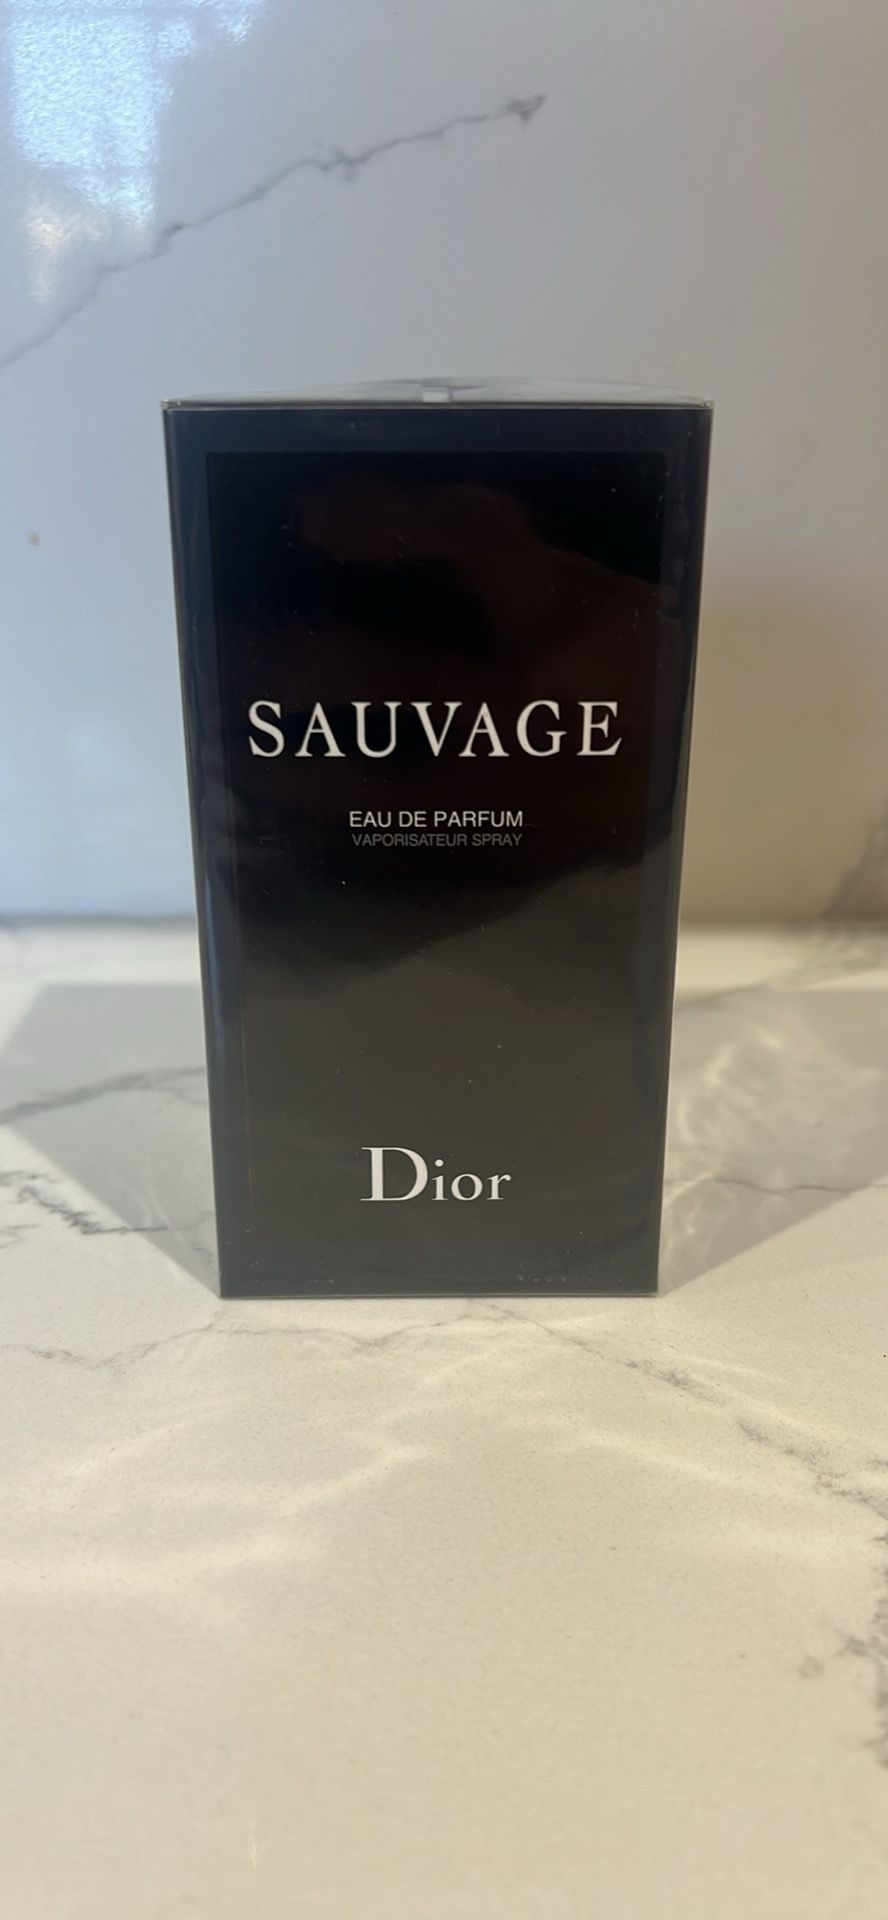 SAUVAGE
EAU DE PARFUM
VAPORISATEUR SPRAY
Dior